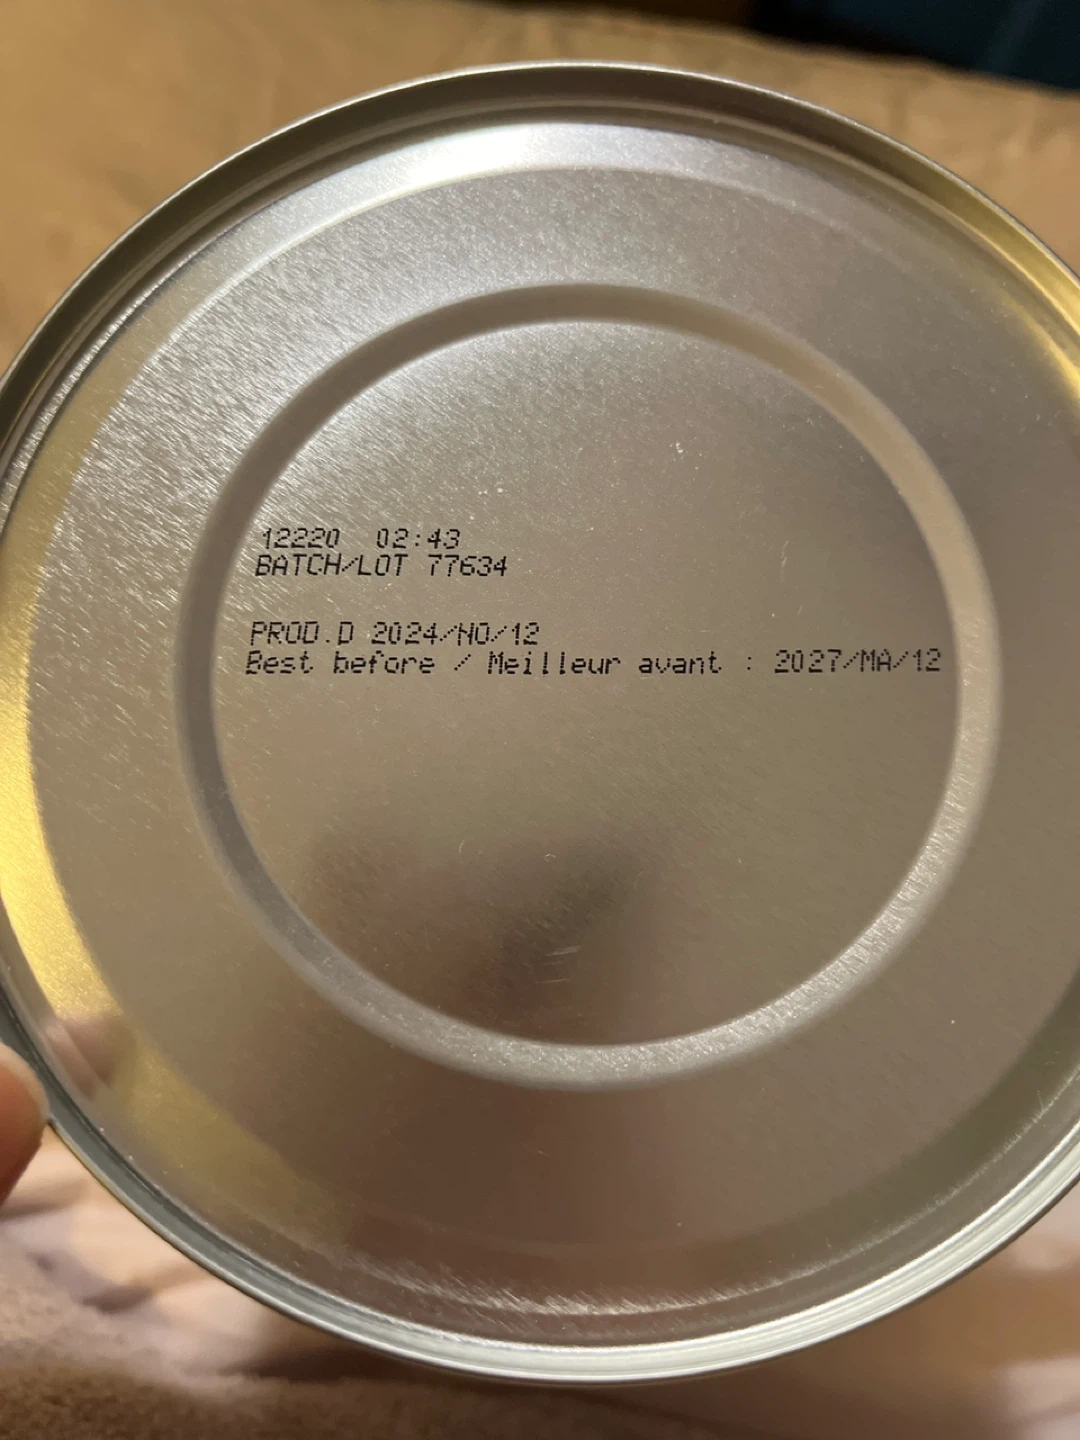 12220 02:43
BATCH/LOT 77634
PROD.D 2024/NO/12
Best before / Meilleur avant : 2027/MA/12